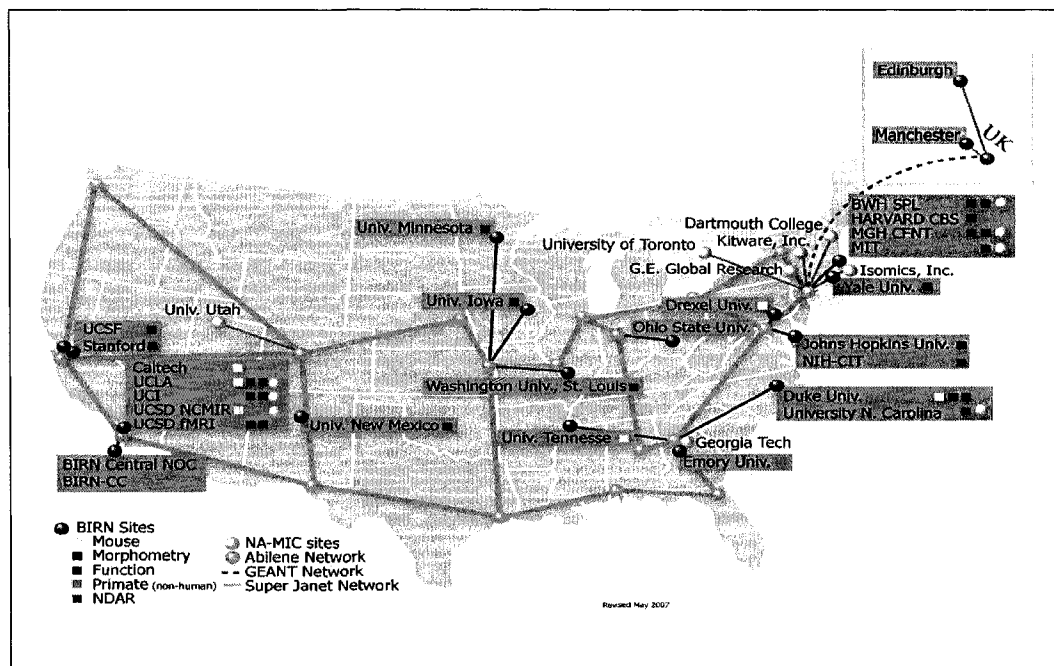 Edinburgh
Manchester
UK
BWH SPL
HARVARD CBS
MGH CFNT
MIT
Dartmouth College
Kitware, Inc.
University of Toronto
G.E. Global Research
Isomics, Inc.
Yale Univ.
Univ. Minnesota
Univ. Iowa
Drexel Univ.
Ohio State Univ.
Univ. Utah
UCSF
Stanford
Johns Hopkins Univ.
NIH-CIT
Caltech
UCLA
UCI
UCSD NCMIR
UCSD fMRI
Washington Univ., St. Louis
Duke Univ.
University N. Carolina
Univ. New Mexico
Univ. Tennesse
Georgia Tech
Emory Univ.
BIRN Central NOC
BIRN-CC
BIRN Sites
Mouse
Morphometry
Function
Primate (non-human)
NDAR
NA-MIC sites
Abilene Network
GEANT Network
Super Janet Network
Revised May 2007